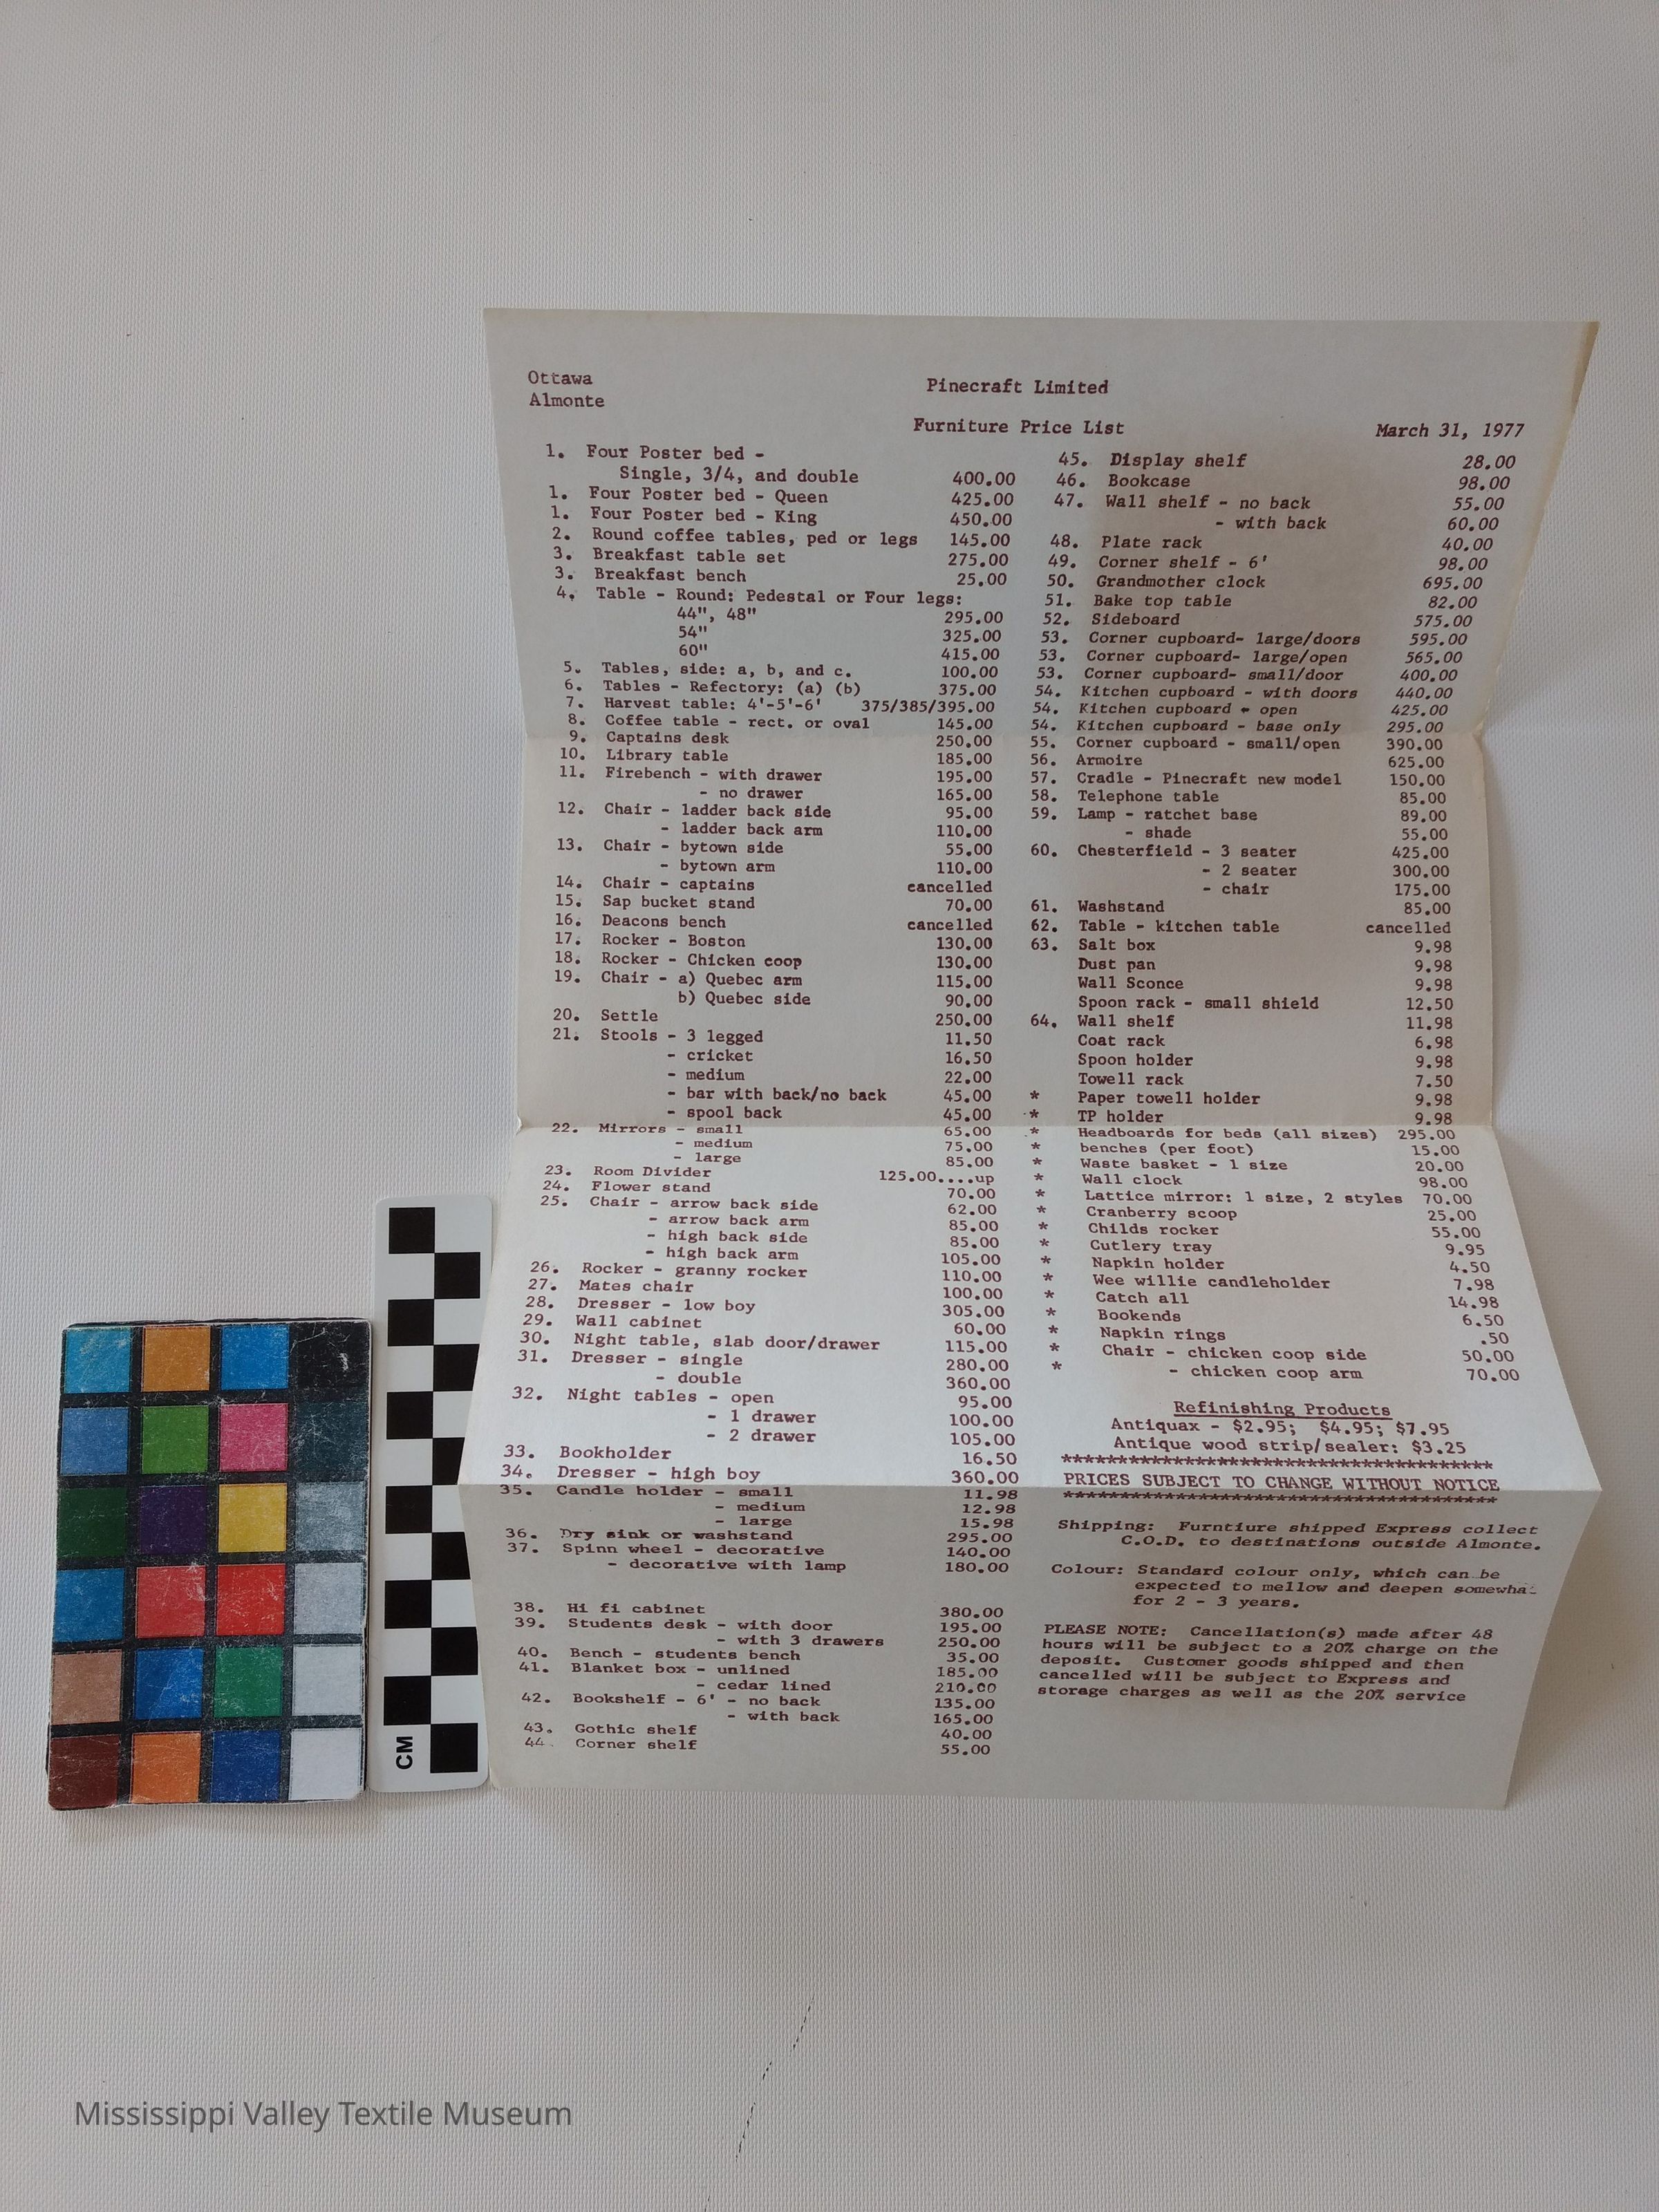 Ottawa
Almonte
Pinecraft Limited
Furniture Price List
March 31, 1977
1. Four Poster bed -
Single, 3/4, and double 400.00
1. Four Poster bed - Queen 425.00
1. Four Poster bed - King 450.00
2. Round coffee tables, ped or legs 145.00
3. Breakfast table set 275.00
3. Breakfast bench 25.00
4. Table - Round: Pedestal or Four legs:
44", 48" 295.00
54" 325.00
60" 415.00
5. Tables, side: a, b, and c. 100.00
6. Tables - Refectory: (a) (b) 375.00
7. Harvest table: 4'-5'-6' 375/385/395.00
8. Coffee table - rect. or oval 145.00
9. Captains desk 250.00
10. Library table 185.00
11. Firebench - with drawer 195.00
- no drawer 165.00
12. Chair - ladder back side 95.00
- ladder back arm 110.00
13. Chair - bytown side 55.00
- bytown arm 110.00
14. Chair - captains cancelled
15. Sap bucket stand 70.00
16. Deacons bench cancelled
17. Rocker - Boston 130.00
18. Rocker - Chicken coop 130.00
19. Chair - a) Quebec arm 115.00
b) Quebec side 90.00
20. Settle 250.00
21. Stools - 3 legged 11.50
- cricket 16.50
- medium 22.00
- bar with back/no back 45.00
- spool back 45.00
22. Mirrors - small 65.00
- medium 75.00
- large 85.00
23. Room Divider 125.00....up
24. Flower stand 70.00
25. Chair - arrow back side 62.00
- arrow back arm 85.00
- high back side 85.00
- high back arm 105.00
26. Rocker - granny rocker 110.00
27. Mates chair 100.00
28. Dresser - low boy 305.00
29. Wall cabinet 60.00
30. Night table, slab door/drawer 115.00
31. Dresser - single 280.00
- double 360.00
32. Night tables - open 95.00
- 1 drawer 100.00
- 2 drawer 105.00
33. Bookholder 16.50
34. Dresser - high boy 360.00
35. Candle holder - small 11.98
- medium 12.98
- large 15.98
36. Dry sink or washstand 295.00
37. Spinn wheel - decorative 140.00
- decorative with lamp 180.00
38. Hi fi cabinet 380.00
39. Students desk - with door 195.00
- with 3 drawers 250.00
40. Bench - students bench 35.00
41. Blanket box - unlined 185.00
- cedar lined 210.00
42. Bookshelf - 6' - no back 135.00
- with back 165.00
43. Gothic shelf 40.00
44. Corner shelf 55.00
45. Display shelf 28.00
46. Bookcase 98.00
47. Wall shelf - no back 55.00
- with back 60.00
48. Plate rack 40.00
49. Corner shelf - 6' 98.00
50. Grandmother clock 695.00
51. Bake top table 82.00
52. Sideboard 575.00
53. Corner cupboard- large/doors 595.00
53. Corner cupboard- large/open 565.00
53. Corner cupboard- small/door 400.00
54. Kitchen cupboard - with doors 440.00
54. Kitchen cupboard - open 425.00
54. Kitchen cupboard - base only 295.00
55. Corner cupboard - small/open 390.00
56. Armoire 625.00
57. Cradle - Pinecraft new model 150.00
58. Telephone table 85.00
59. Lamp - ratchet base 89.00
- shade 55.00
60. Chesterfield - 3 seater 425.00
- 2 seater 300.00
- chair 175.00
61. Washstand 85.00
62. Table - kitchen table cancelled
63. Salt box 9.98
Dust pan 9.98
Wall Sconce 9.98
Spoon rack - small shield 12.50
64. Wall shelf 11.98
Coat rack 6.98
Spoon holder 9.98
Towell rack 7.50
* Paper towell holder 9.98
* TP holder 9.98
* Headboards for beds (all sizes) 295.00
* benches (per foot) 15.00
* Waste basket - 1 size 20.00
* Wall clock 98.00
* Lattice mirror: 1 size, 2 styles 70.00
* Cranberry scoop 25.00
* Childs rocker 55.00
* Cutlery tray 9.95
* Napkin holder 4.50
* Wee willie candleholder 7.98
* Catch all 14.98
* Bookends 6.50
* Napkin rings .50
* Chair - chicken coop side 50.00
* - chicken coop arm 70.00
Refinishing Products
Antiquax - $2.95; $4.95; $7.95
Antique wood strip/sealer: $3.25
**************************************
PRICES SUBJECT TO CHANGE WITHOUT NOTICE
**************************************
Shipping: Furntiure shipped Express collect
C.O.D. to destinations outside Almonte.
Colour: Standard colour only, which can be
expected to mellow and deepen somewha
for 2 - 3 years.
PLEASE NOTE: Cancellation(s) made after 48
hours will be subject to a 20% charge on the
deposit. Customer goods shipped and then
cancelled will be subject to Express and
storage charges as well as the 20% service
CM
Mississippi Valley Textile Museum